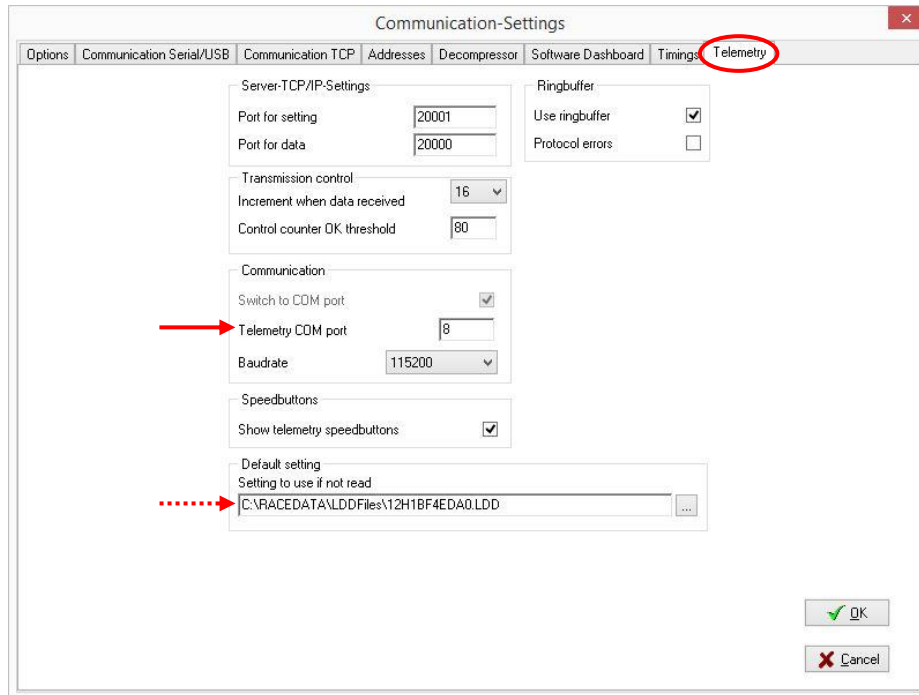 Communication-Settings
Options Communication Serial/USB Communication TCP Addresses Decompressor Software Dashboard Timings Telemetry
Server-TCP/IP-Settings
Port for setting 20001
Port for data 20000
Ringbuffer
Use ringbuffer
Protocol errors
Transmission control
Increment when data received 16
Control counter OK threshold 80
Communication
Switch to COM port
Telemetry COM port 8
Baudrate 115200
Speedbuttons
Show telemetry speedbuttons
Default setting
Setting to use if not read
C:\RACEDATA\LDDFiles\12H1BF4EDA0.LDD ...
OK
Cancel